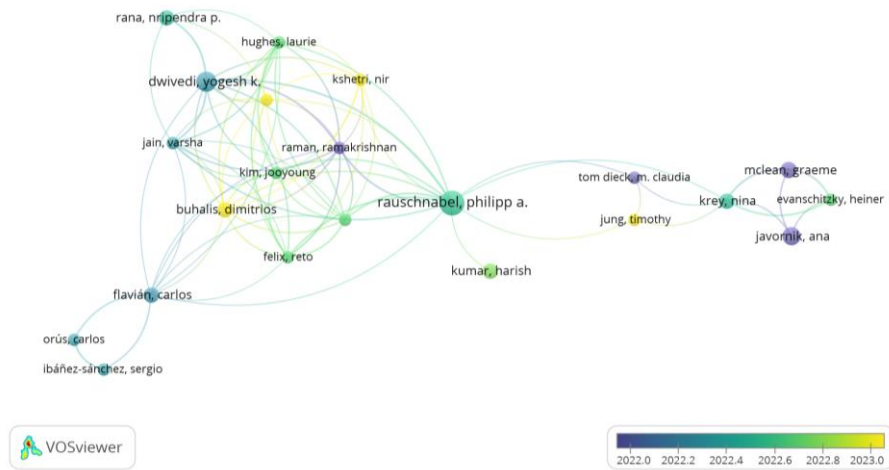 rana, nripendra p.
hughes, laurie
dwivedi, yogesh k.
kshetri, nir
jain, varsha
raman, ramakrishnan
kim, jooyoung
mclean, graeme
tom dieck, m. claudia
buhalis, dimitrios
rauschnabel, philipp a.
krey, nina
evanschitzky, heiner
jung, timothy
javornik, ana
felix, reto
kumar, harish
flavián, carlos
orús, carlos
ibáñez-sánchez, sergio
VOSviewer
2022.0 2022.2 2022.4 2022.6 2022.8 2023.0